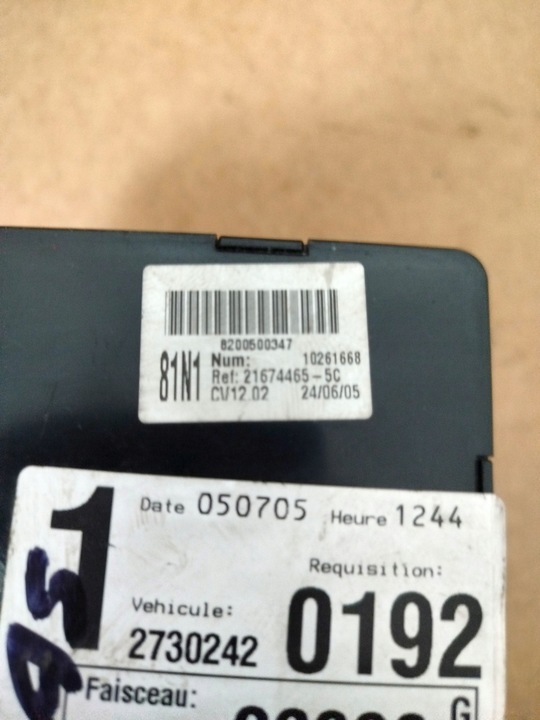 8200500347
81N1
Num: 10261668
Ref: 21674465-5C
CV12.02 24/06/05
1
Date 050705 Heure 1244
Requisition:
Vehicule: 0192
2730242
Faisceau: G